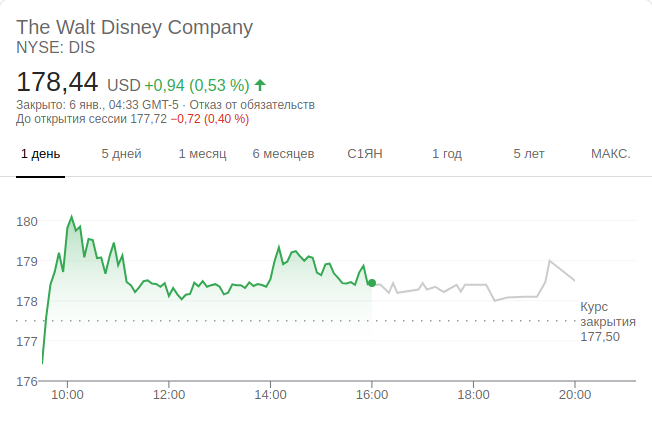 The Walt Disney Company
NYSE: DIS
178,44 USD +0,94 (0,53 %)
Закрыто: 6 янв., 04:33 GMT-5 · Отказ от обязательств
До открытия сессии 177,72 −0,72 (0,40 %)
1 день 5 дней 1 месяц 6 месяцев С1ЯН 1 год 5 лет МАКС.
180
179
178
Курс
закрытия
177,50
177
176
10:00 12:00 14:00 16:00 18:00 20:00